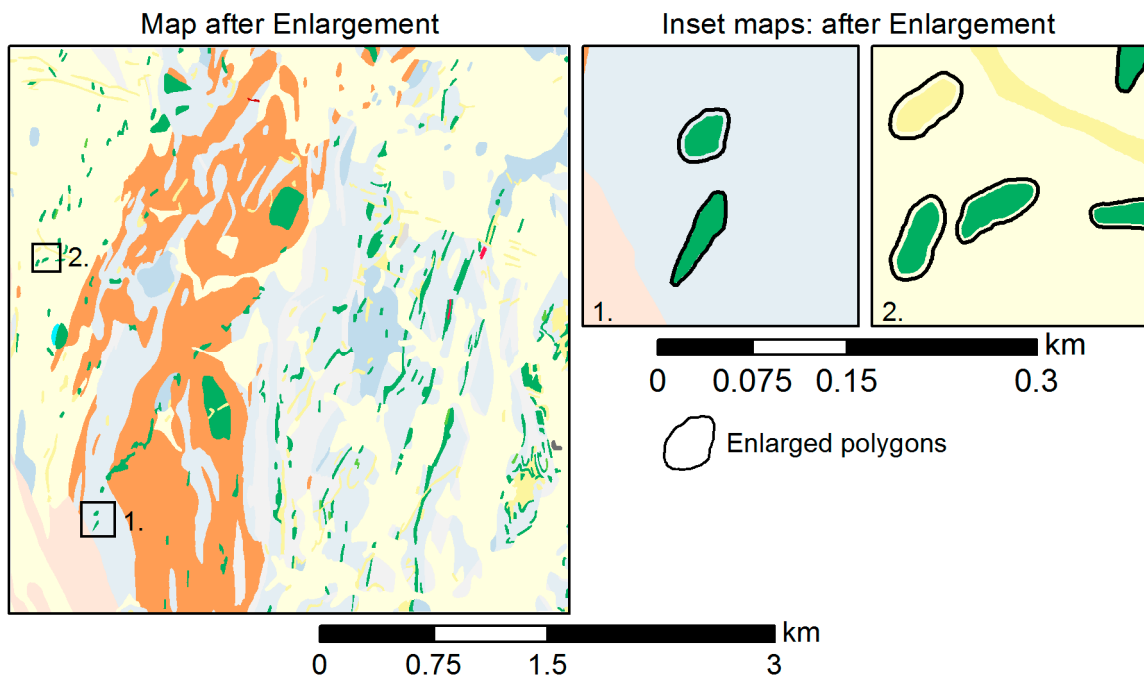 Map after Enlargement
Inset maps: after Enlargement
2.
1.
1.
2.
km
0 0.075 0.15 0.3
Enlarged polygons
km
0 0.75 1.5 3